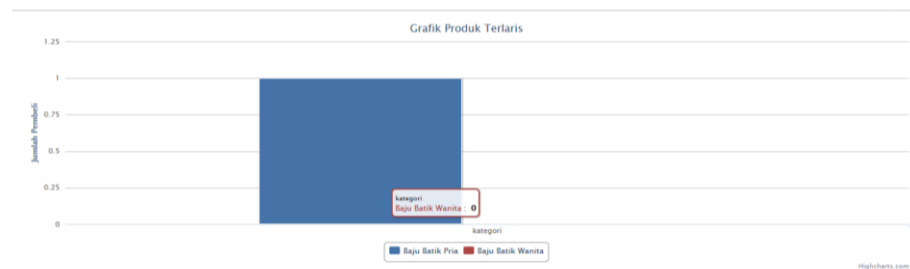 Grafik Produk Terlaris
1.25
1
0.75
0.5
0.25
0
Jumlah Pembeli
kategori
Baju Batik Wanita : 0
kategori
Baju Batik Pria Baju Batik Wanita
Highcharts.com